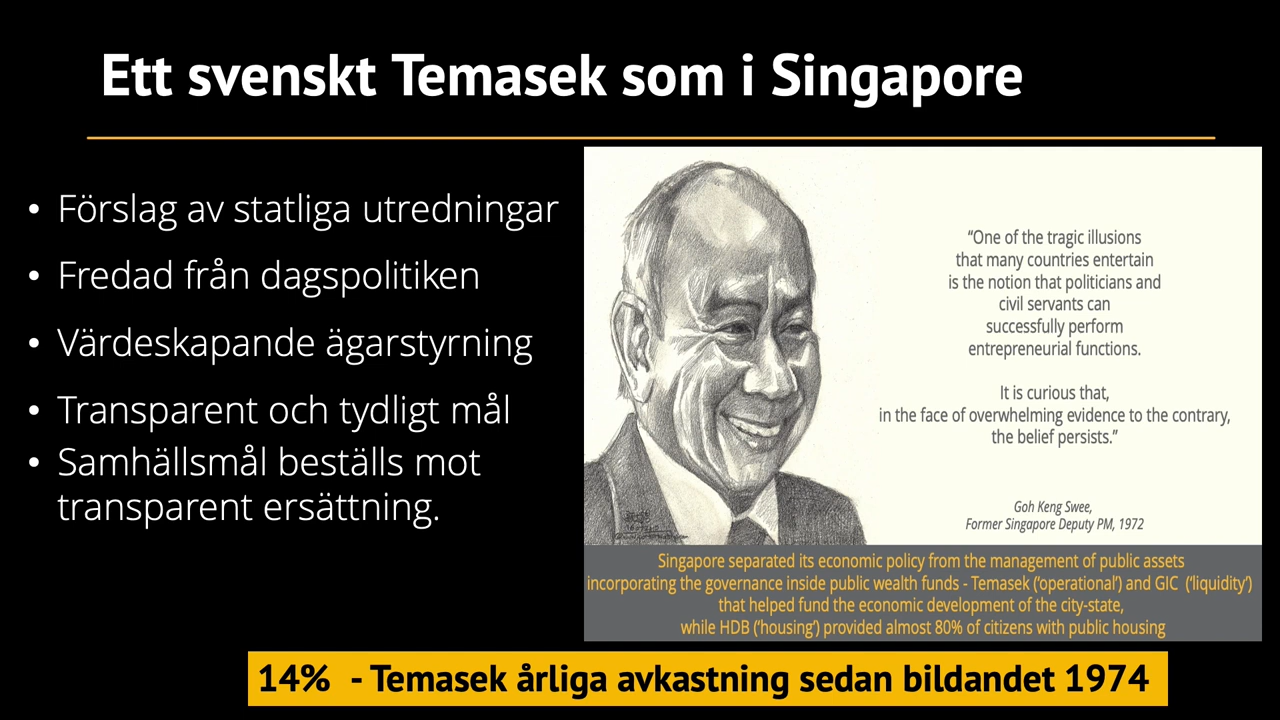 Ett svenskt Temasek som i Singapore
• Förslag av statliga utredningar
• Fredad från dagspolitiken
• Värdeskapande ägarstyrning
• Transparent och tydligt mål
• Samhällsmål beställs mot
transparent ersättning.
“One of the tragic illusions
that many countries entertain
is the notion that politicians and
civil servants can
successfully perform
entrepreneurial functions.
It is curious that,
in the face of overwhelming evidence to the contrary,
the belief persists.”
Goh Keng Swee,
Former Singapore Deputy PM, 1972
Singapore separated its economic policy from the management of public assets
incorporating the governance inside public wealth funds - Temasek (‘operational’) and GIC (‘liquidity’)
that helped fund the economic development of the city-state,
while HDB (‘housing’) provided almost 80% of citizens with public housing
14% - Temasek årliga avkastning sedan bildandet 1974